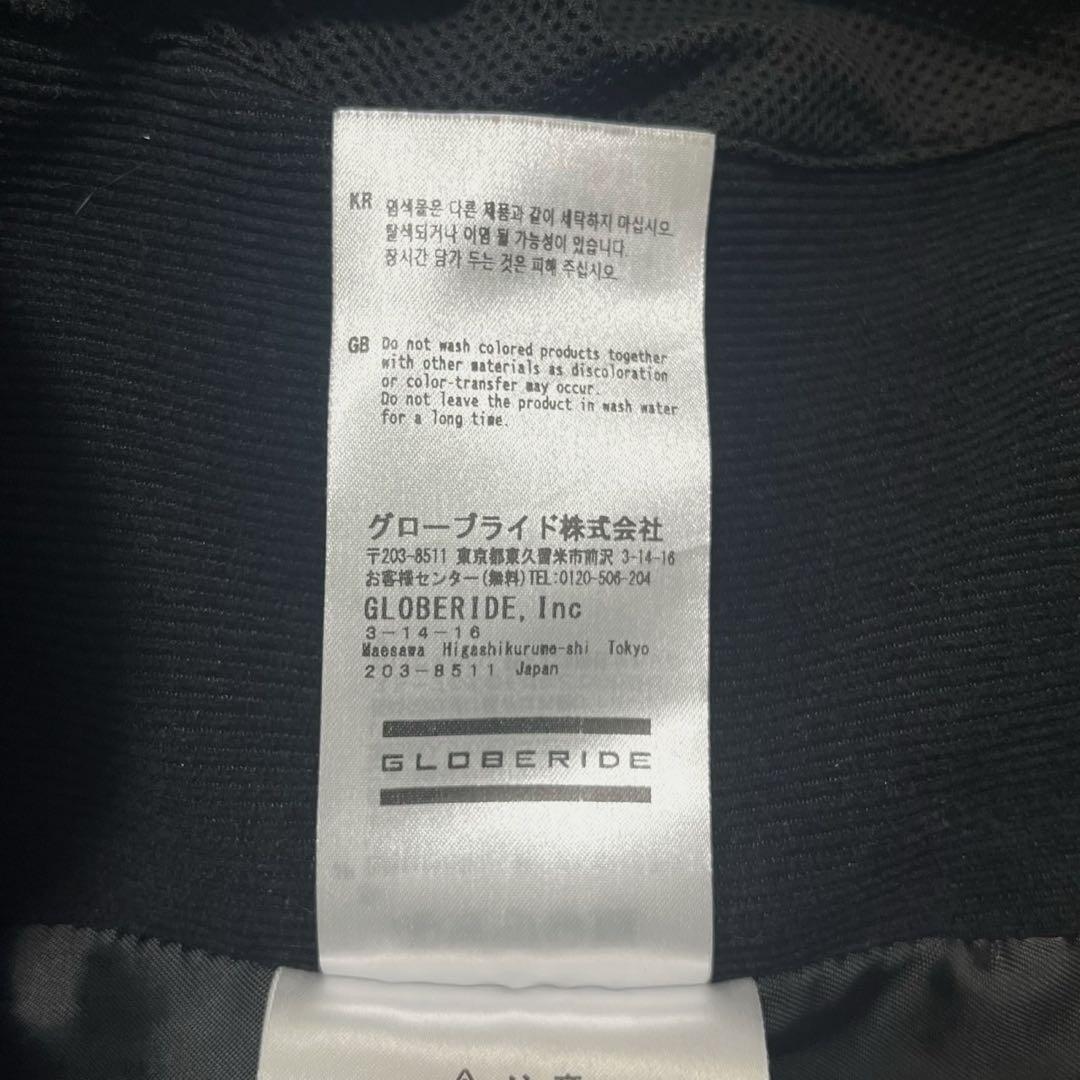 KR 염색물은 다른 제품과 같이 세탁하지 마십시오
탈색되거나 이염 될 가능성이 있습니다.
장시간 담가 두는 것은 피해 주십시오
GB Do not wash colored products together
with other materials as discoloration
or color-transfer may occur.
Do not leave the product in wash water
for a long time.
グローブライド株式会社
〒203-8511 東京都東久留米市前沢 3-14-16
お客様センター(無料)TEL:0120-506-204
GLOBERIDE, Inc
3-14-16
Maesawa Higashikurume-shi Tokyo
203-8511 Japan
GLOBERIDE